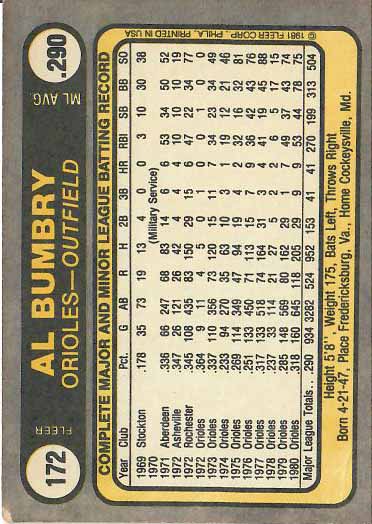 172
FLEER
AL BUMBRY
ORIOLES—OUTFIELD
ML AVG.
.290
COMPLETE MAJOR AND MINOR LEAGUE BATTING RECORD
Year Club Pct. G AB R H 2B 3B HR RBI SB BB SO
1969 Stockton .178 35 73 19 13 0 3 10 30 38
1970 (Military Service)
1971 Aberdeen .336 66 247 68 83 14 53 34 52
1972 Asheville .347 26 121 26 42 6 10 10 19
1972 Rochester .345 108 435 83 150 15 47 22 34 77
1972 Orioles .364 9 11 5 4 0 1 0 0 1 0 0
1973 Orioles .337 110 356 73 120 15 11 7 34 23 34 49
1974 Orioles .233 94 270 35 63 10 3 1 19 12 21 46
1975 Orioles .269 114 349 47 94 19 4 2 32 16 32 81
1976 Orioles .251 133 450 71 113 15 7 9 36 42 43 76
1977 Orioles .317 133 518 74 164 31 3 4 41 19 45 88
1978 Orioles .237 33 114 21 27 5 2 2 6 5 17 15
1979 Orioles .285 148 569 80 162 29 1 7 49 37 43 74
1980 Orioles .318 160 645 118 205 29 9 9 53 44 78 75
Major League Totals... .290 934 3282 524 952 153 41 41 270 199 313 504
Height 5'8". Weight 175, Bats Left, Throws Right
Born 4-21-47, Place Fredericksburg, Va., Home Cockeysville, Md.
©1981 FLEER CORP., PHILA. PRINTED IN USA